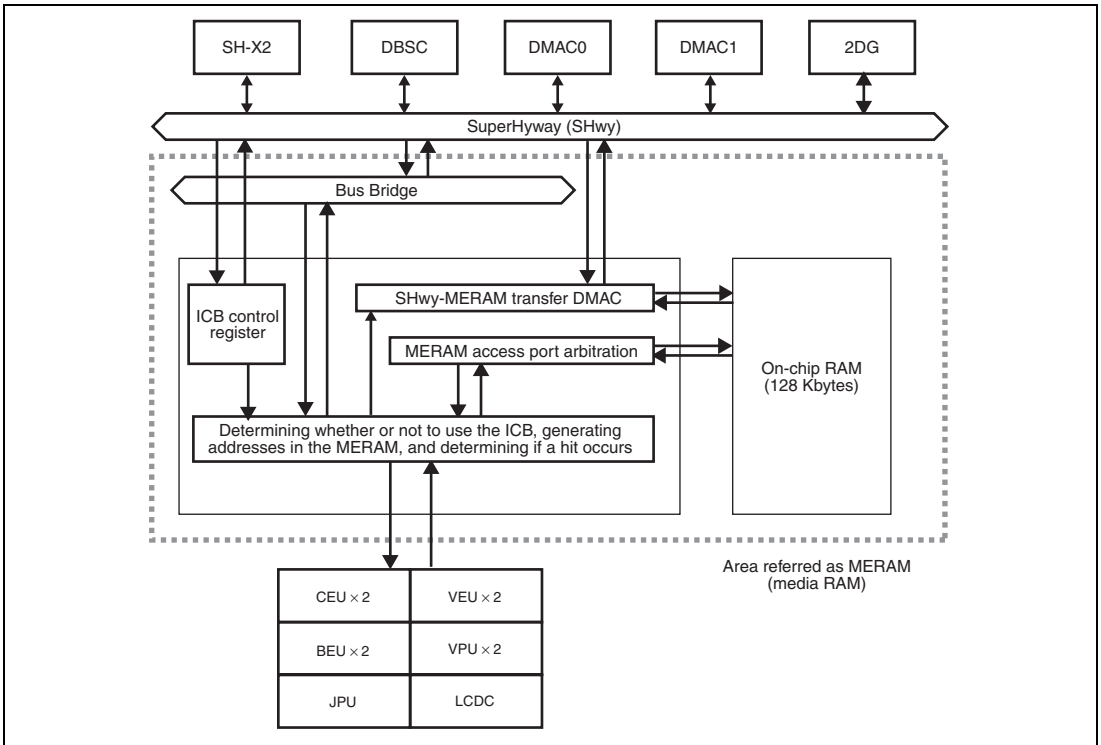 SH-X2
DBSC
DMAC0
DMAC1
2DG
SuperHyway (SHwy)
Bus Bridge
ICB control
register
SHwy-MERAM transfer DMAC
MERAM access port arbitration
On-chip RAM
(128 Kbytes)
Determining whether or not to use the ICB, generating
addresses in the MERAM, and determining if a hit occurs
Area referred as MERAM
(media RAM)
CEU × 2
VEU × 2
BEU × 2
VPU × 2
JPU
LCDC